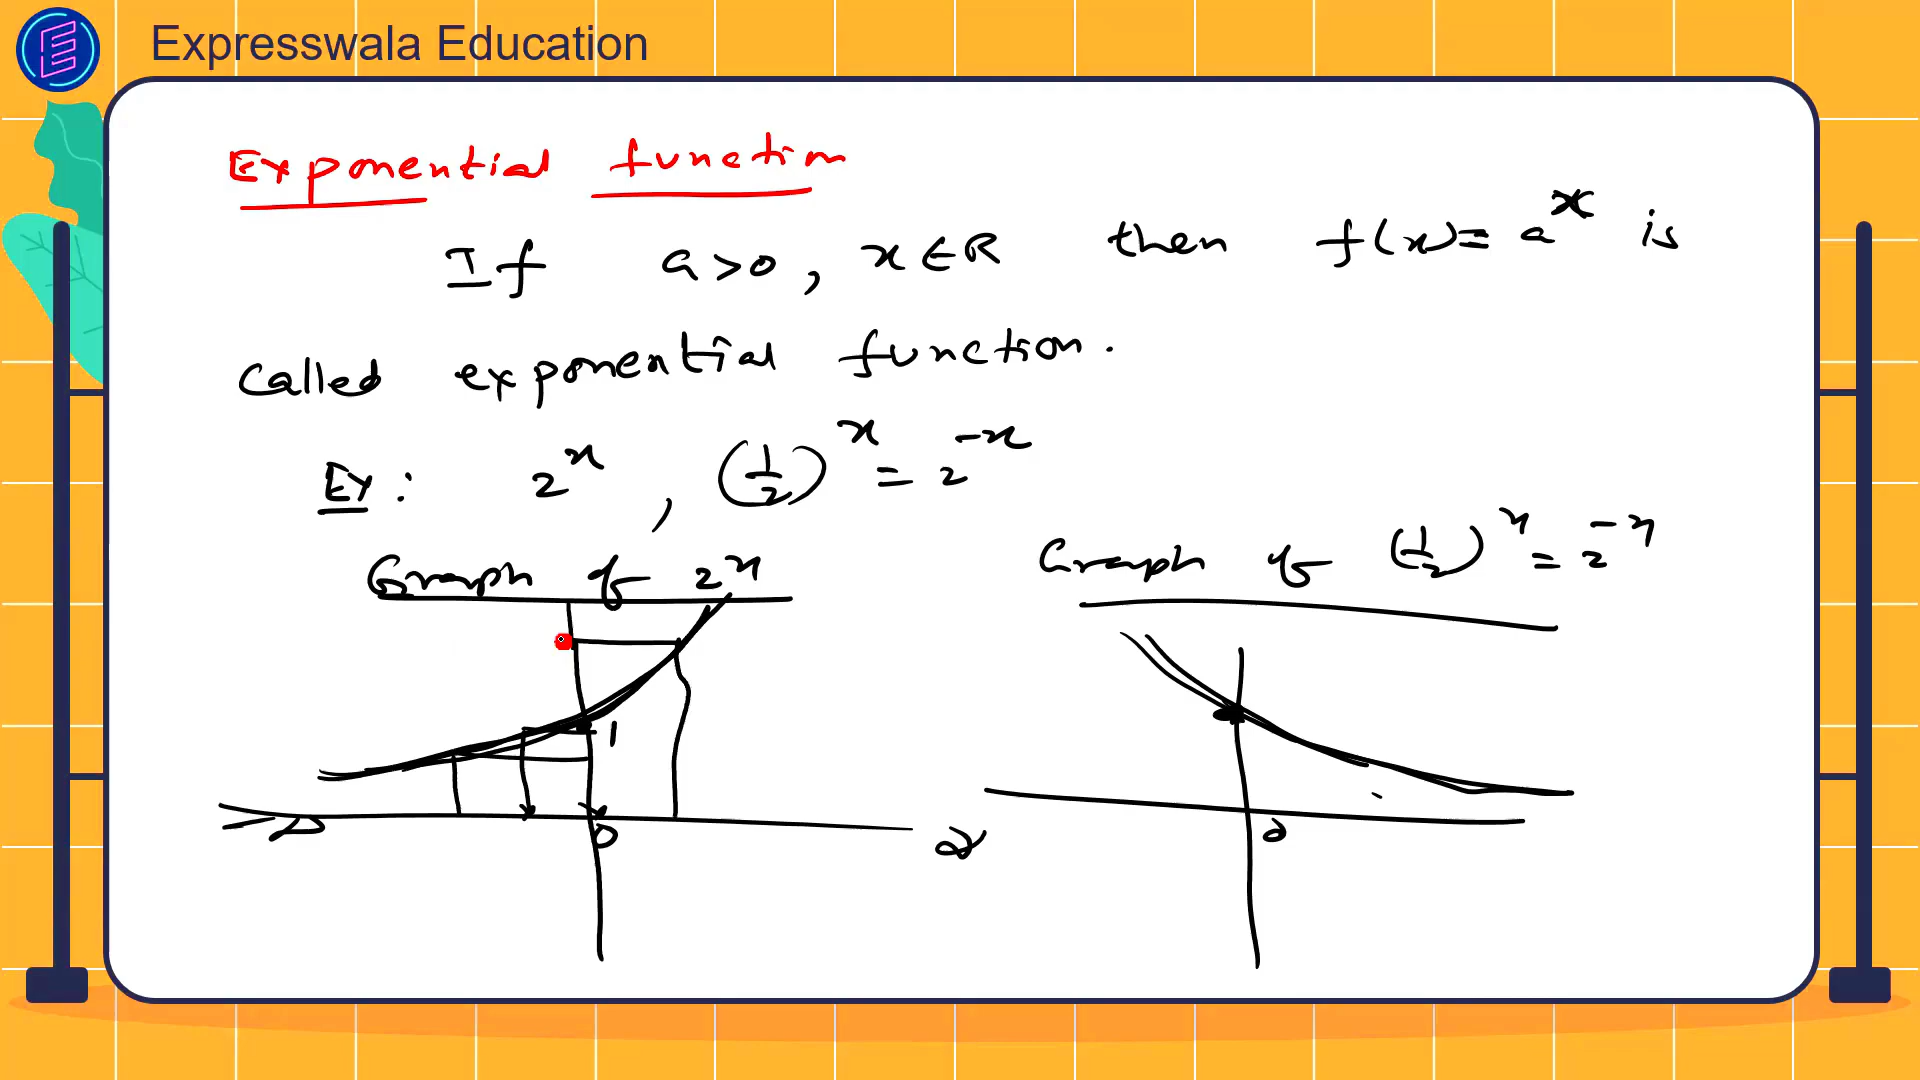 Expresswala Education
Exponential function
If a>0, x∈R then f(x)= a^x is
called exponential function.
Ex: 2^x, (1/2)^x = 2^-x
Graph of 2^x
Graph of (1/2)^x = 2^-x
1
0